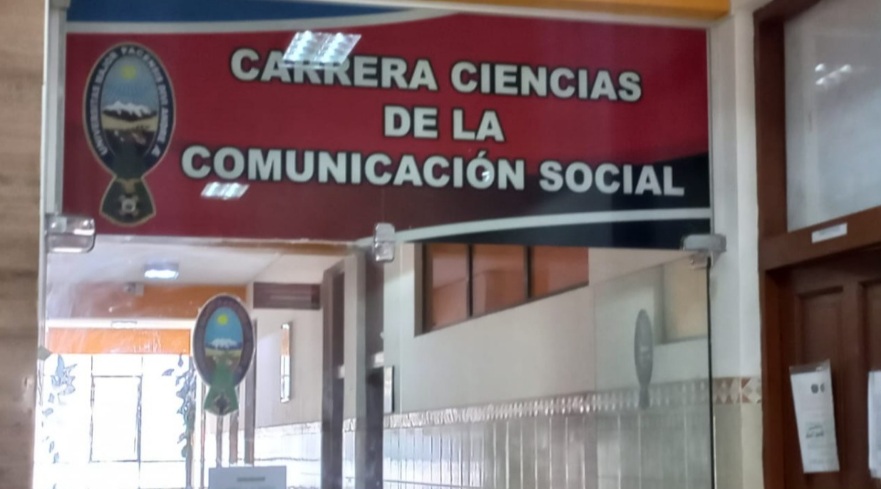 CARRERA CIENCIAS
DE LA
COMUNICACIÓN SOCIAL